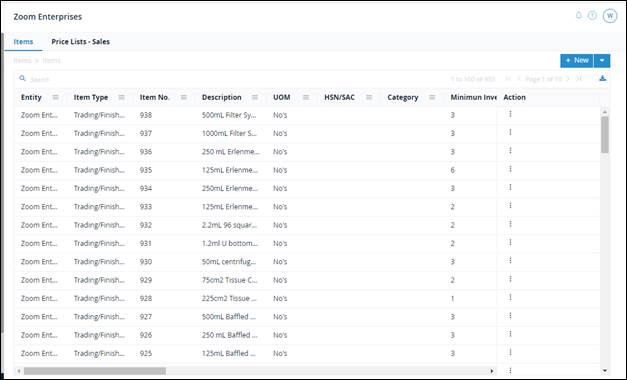 Zoom Enterprises
W
Items Price Lists - Sales
Items > Items
+ New
Search 1 to 100 of 933 Page 1 of 10
Entity Item Type Item No. Description UOM HSN/SAC Category Minimun Inve Action
Zoom Ent... Trading/Finish... 938 500mL Filter Sy... No's 3
Zoom Ent... Trading/Finish... 937 1000mL Filter S... No's 3
Zoom Ent... Trading/Finish... 936 250 mL Erlenme... No's 3
Zoom Ent... Trading/Finish... 935 125mL Erlenme... No's 6
Zoom Ent... Trading/Finish... 934 250mL Erlenme... No's 3
Zoom Ent... Trading/Finish... 933 125mL Erlenme... No's 2
Zoom Ent... Trading/Finish... 932 2.2mL 96 squar... No's 2
Zoom Ent... Trading/Finish... 931 1.2ml U bottom... No's 2
Zoom Ent... Trading/Finish... 930 50mL centrifug... No's 3
Zoom Ent... Trading/Finish... 929 75cm2 Tissue C... No's 2
Zoom Ent... Trading/Finish... 928 225cm2 Tissue ... No's 1
Zoom Ent... Trading/Finish... 927 500mL Baffled ... No's 3
Zoom Ent... Trading/Finish... 926 250 mL Baffled ... No's 3
Zoom Ent... Trading/Finish... 925 125mL Baffled ... No's 3